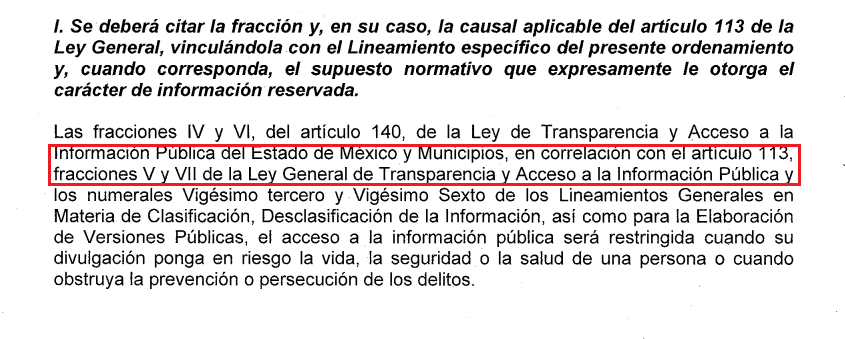 I. Se deberá citar la fracción y, en su caso, la causal aplicable del artículo 113 de la
Ley General, vinculándola con el Lineamiento específico del presente ordenamiento
y, cuando corresponda, el supuesto normativo que expresamente le otorga el
carácter de información reservada.
Las fracciones IV y VI, del artículo 140, de la Ley de Transparencia y Acceso a la
Información Pública del Estado de México y Municipios, en correlación con el artículo 113,
fracciones V y VII de la Ley General de Transparencia y Acceso a la Información Pública y
los numerales Vigésimo tercero y Vigésimo Sexto de los Lineamientos Generales en
Materia de Clasificación, Desclasificación de la Información, así como para la Elaboración
de Versiones Públicas, el acceso a la información pública será restringida cuando su
divulgación ponga en riesgo la vida, la seguridad o la salud de una persona o cuando
obstruya la prevención o persecución de los delitos.